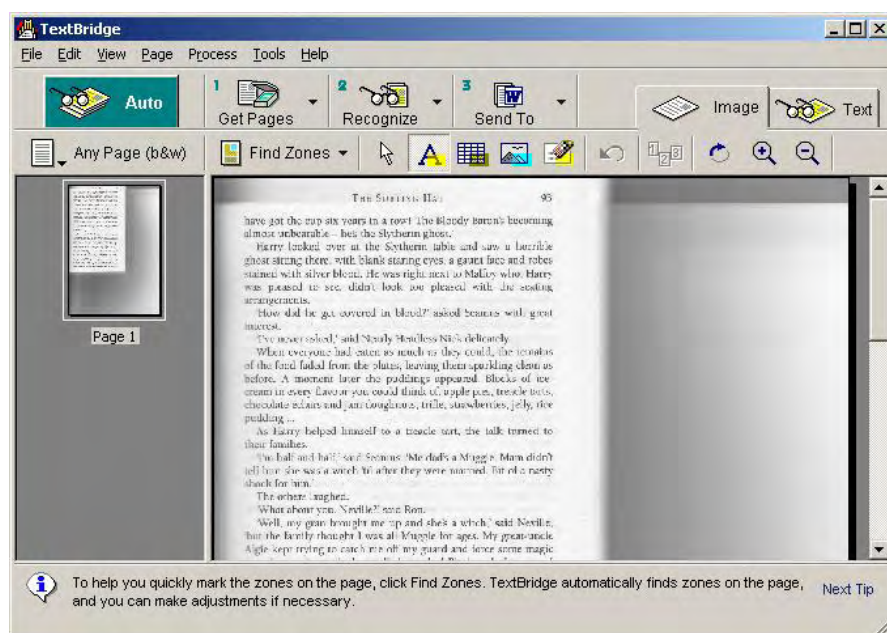 TextBridge
File Edit View Page Process Tools Help
Auto
1 Get Pages
2 Recognize
3 Send To
Image
Text
Any Page (b&w)
Find Zones
A
1 2 3
Page 1
THE SORTING HAT 93
have got the cup six years in a row! The Bloody Baron's becoming
almost unbearable – he's the Slytherin ghost.'
Harry looked over at the Slytherin table and saw a horrible
ghost sitting there, with blank staring eyes, a gaunt face and robes
stained with silver blood. He was right next to Malfoy who, Harry
was pleased to see, didn't look too pleased with the seating
arrangements.
'How did he get covered in blood?' asked Seamus with great
interest.
'I've never asked,' said Nearly Headless Nick delicately.
When everyone had eaten as much as they could, the remains
of the food faded from the plates, leaving them sparkling clean as
before. A moment later the puddings appeared. Blocks of ice-
cream in every flavour you could think of, apple pies, treacle tarts,
chocolate éclairs and jam doughnuts, trifle, strawberries, jelly, rice
pudding ...
As Harry helped himself to a treacle tart, the talk turned to
their families.
'I'm half and half,' said Seamus. 'Me dad's a Muggle. Mam didn't
tell him she was a witch 'til after they were married. Bit of a nasty
shock for him.'
The others laughed.
'What about you, Neville?' said Ron.
'Well, my gran brought me up and she's a witch,' said Neville,
'but the family thought I was all Muggle for ages. My great-uncle
Algie kept trying to catch me off my guard and force some magic
To help you quickly mark the zones on the page, click Find Zones. TextBridge automatically finds zones on the page,
and you can make adjustments if necessary.
Next Tip